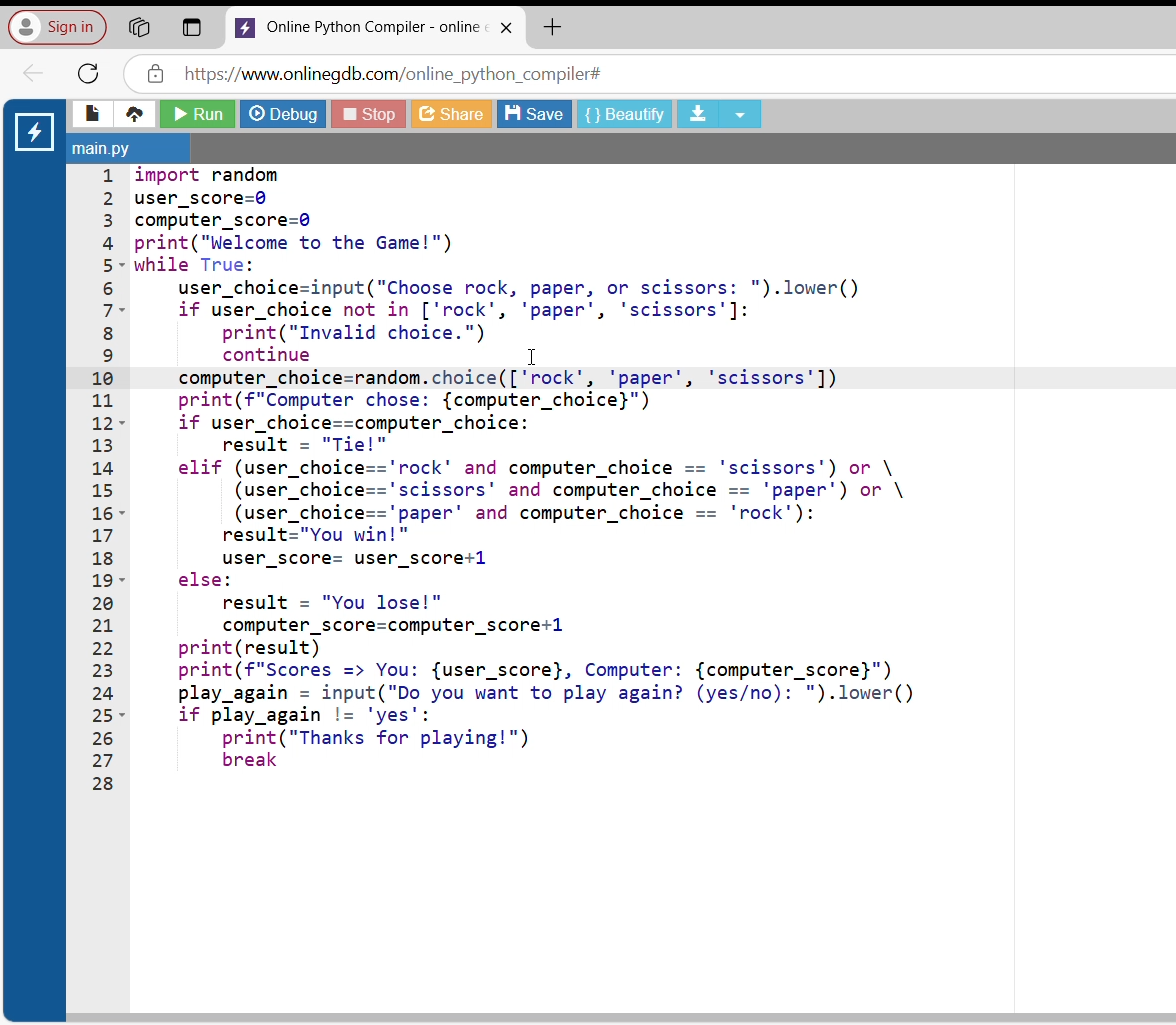 Sign in
Online Python Compiler - online
https://www.onlinegdb.com/online_python_compiler#
Run Debug Stop Share Save { } Beautify
main.py
1 import random
2 user_score=0
3 computer_score=0
4 print("Welcome to the Game!")
5 while True:
6     user_choice=input("Choose rock, paper, or scissors: ").lower()
7     if user_choice not in ['rock', 'paper', 'scissors']:
8         print("Invalid choice.")
9         continue
10     computer_choice=random.choice(['rock', 'paper', 'scissors'])
11     print(f"Computer chose: {computer_choice}")
12     if user_choice==computer_choice:
13         result = "Tie!"
14     elif (user_choice=='rock' and computer_choice == 'scissors') or \
15          (user_choice=='scissors' and computer_choice == 'paper') or \
16          (user_choice=='paper' and computer_choice == 'rock'):
17         result="You win!"
18         user_score= user_score+1
19     else:
20         result = "You lose!"
21         computer_score=computer_score+1
22     print(result)
23     print(f"Scores => You: {user_score}, Computer: {computer_score}")
24     play_again = input("Do you want to play again? (yes/no): ").lower()
25     if play_again != 'yes':
26         print("Thanks for playing!")
27         break
28